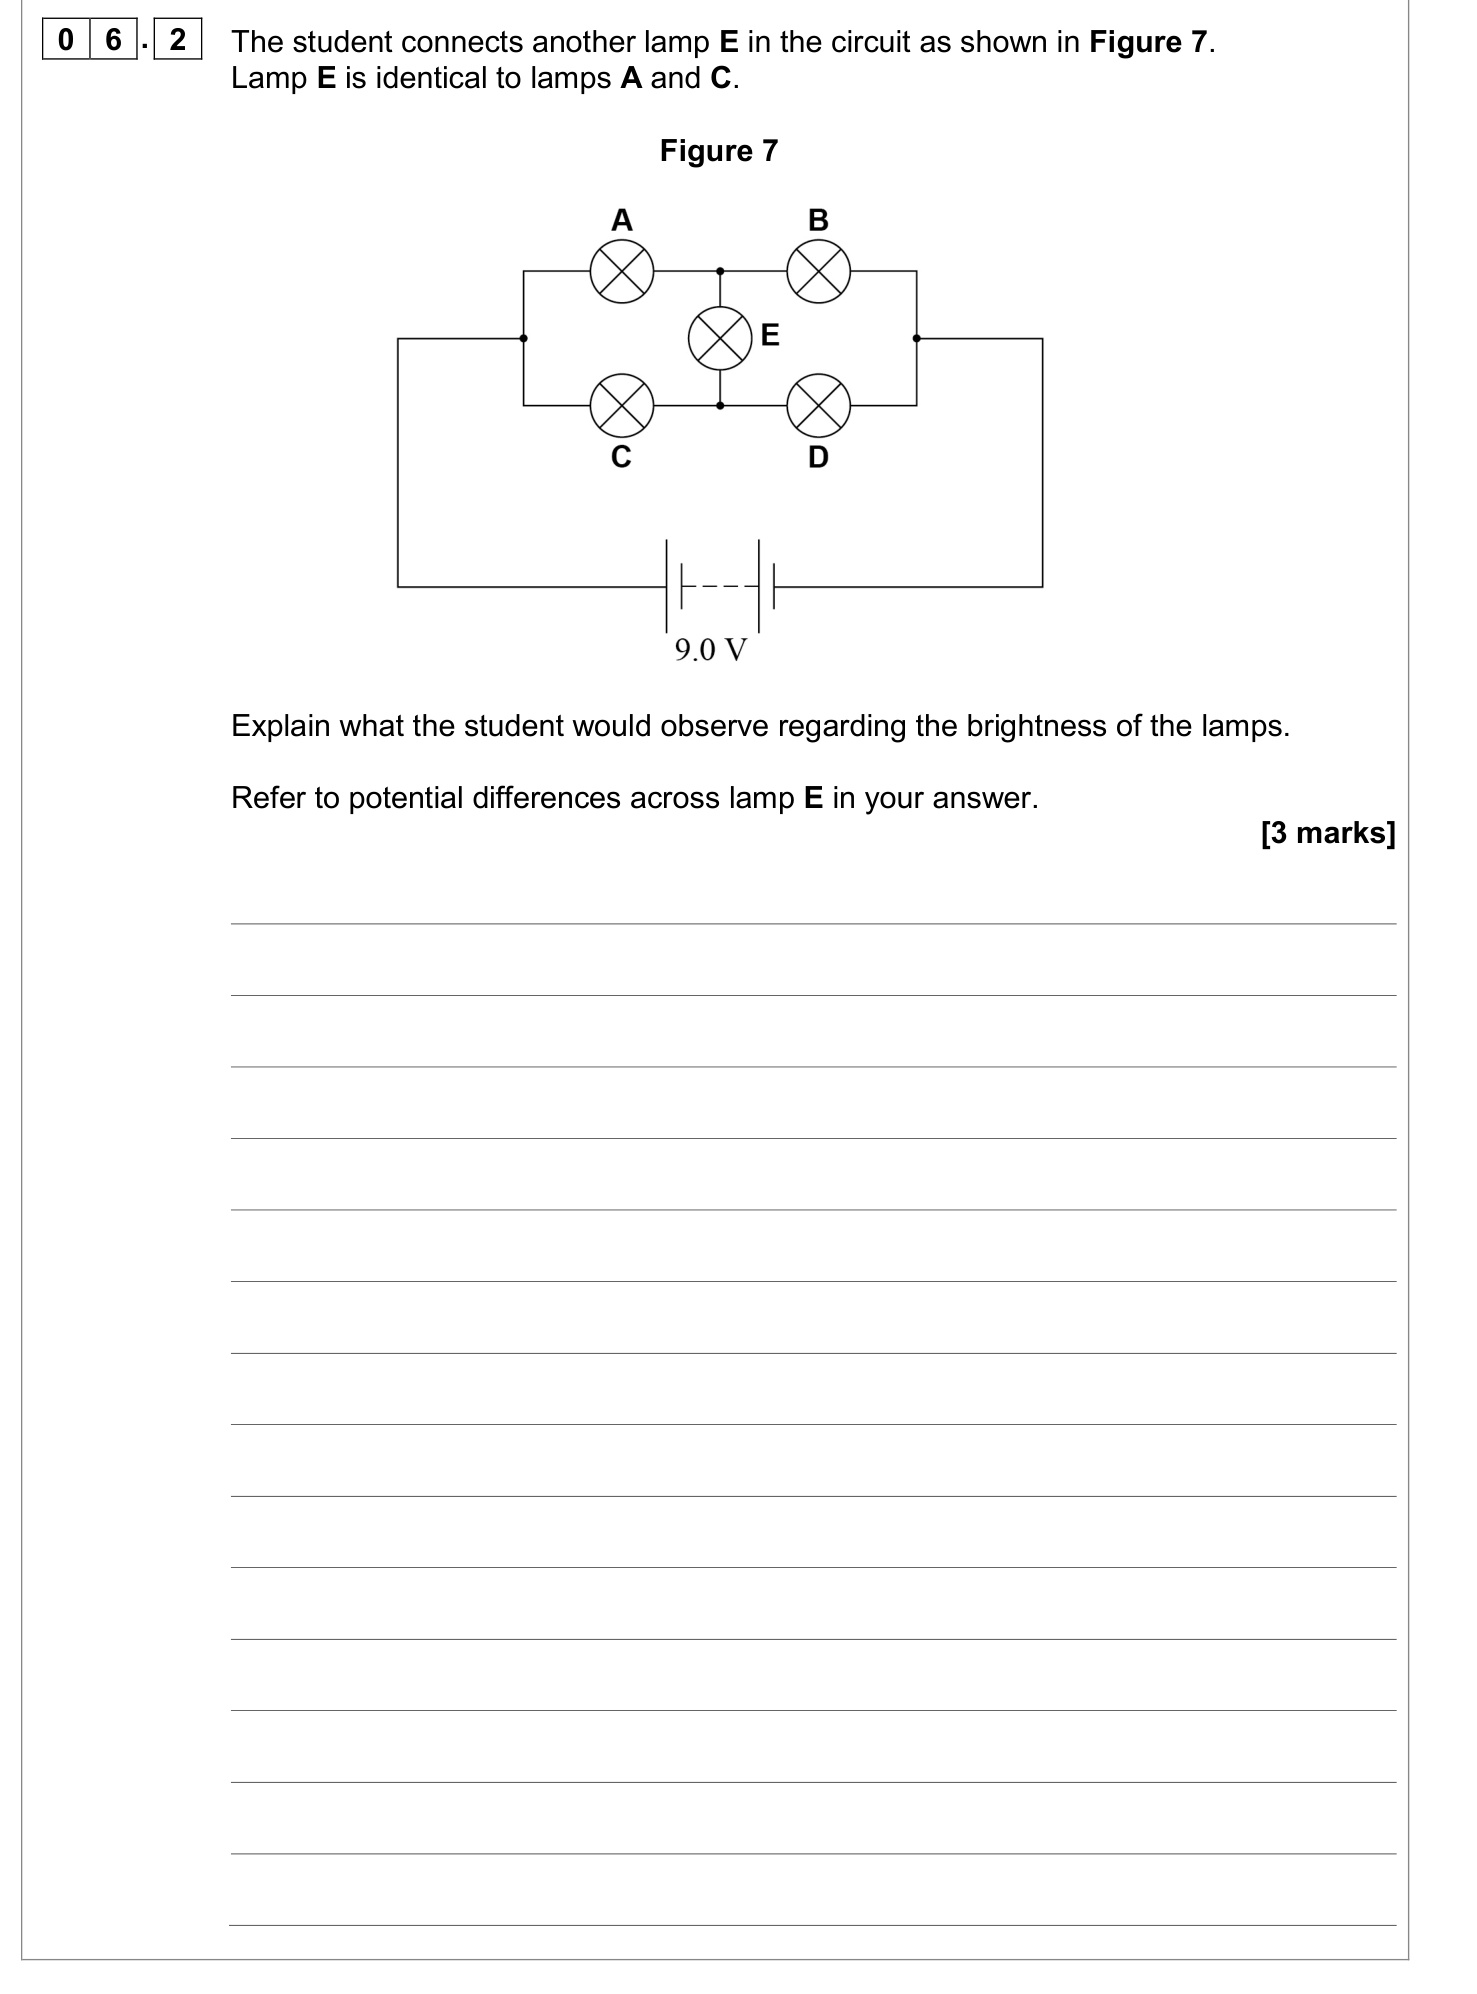 06.2 The student connects another lamp E in the circuit as shown in Figure 7.
Lamp E is identical to lamps A and C.
Figure 7
A B
E
C D
9.0 V
Explain what the student would observe regarding the brightness of the lamps.
Refer to potential differences across lamp E in your answer.
[3 marks]